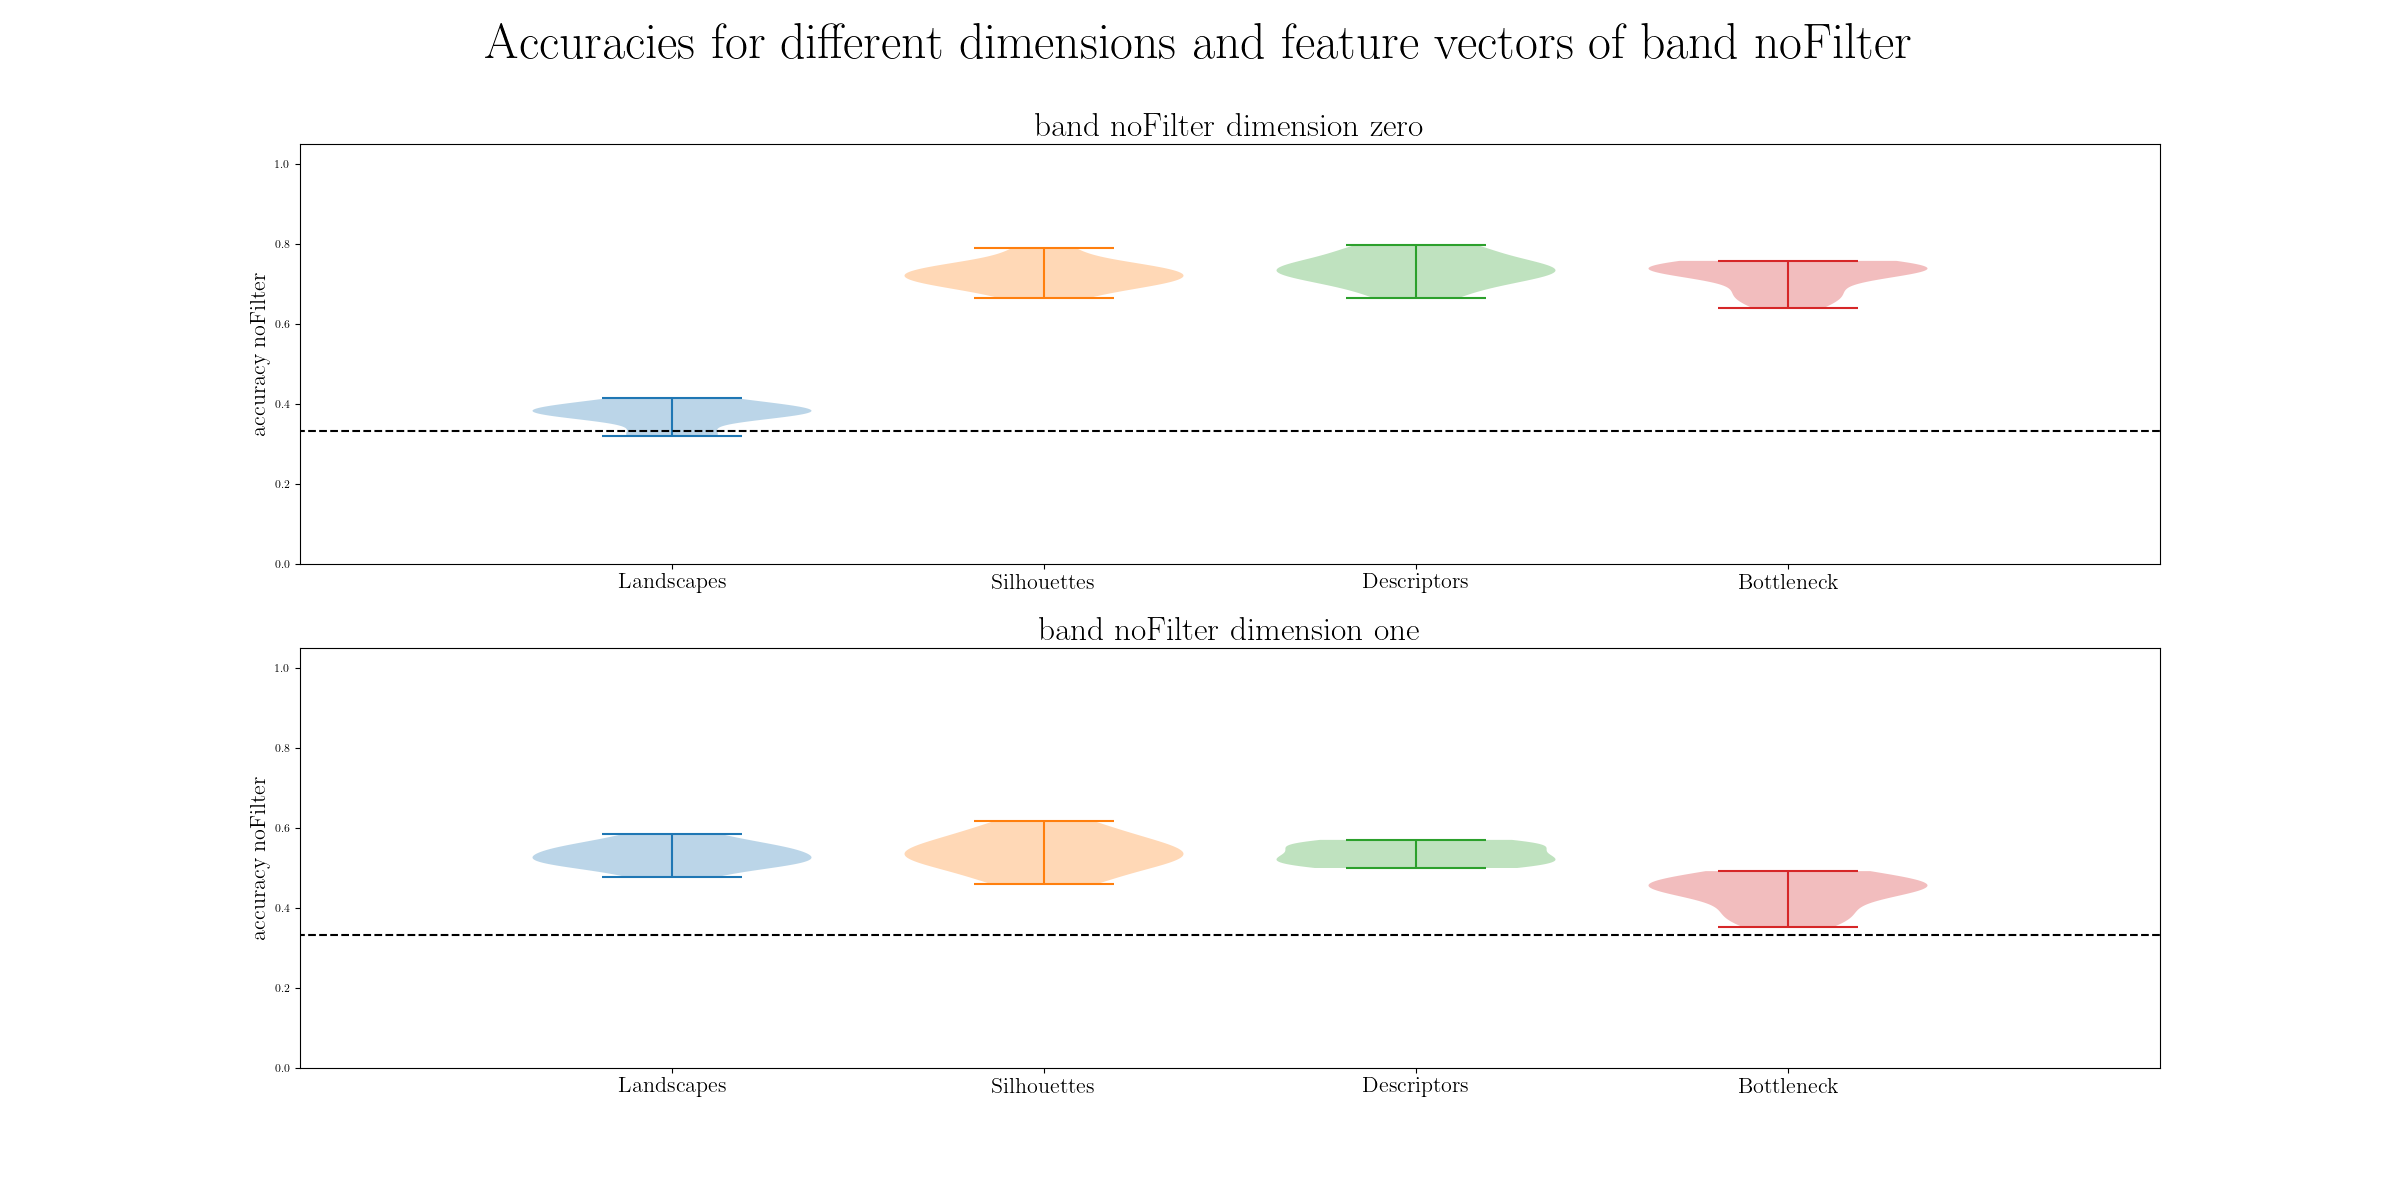 Accuracies for different dimensions and feature vectors of band noFilter
band noFilter dimension zero
accuracy noFilter
1.0
0.8
0.6
0.4
0.2
0.0
Landscapes Silhouettes Descriptors Bottleneck
band noFilter dimension one
accuracy noFilter
1.0
0.8
0.6
0.4
0.2
0.0
Landscapes Silhouettes Descriptors Bottleneck